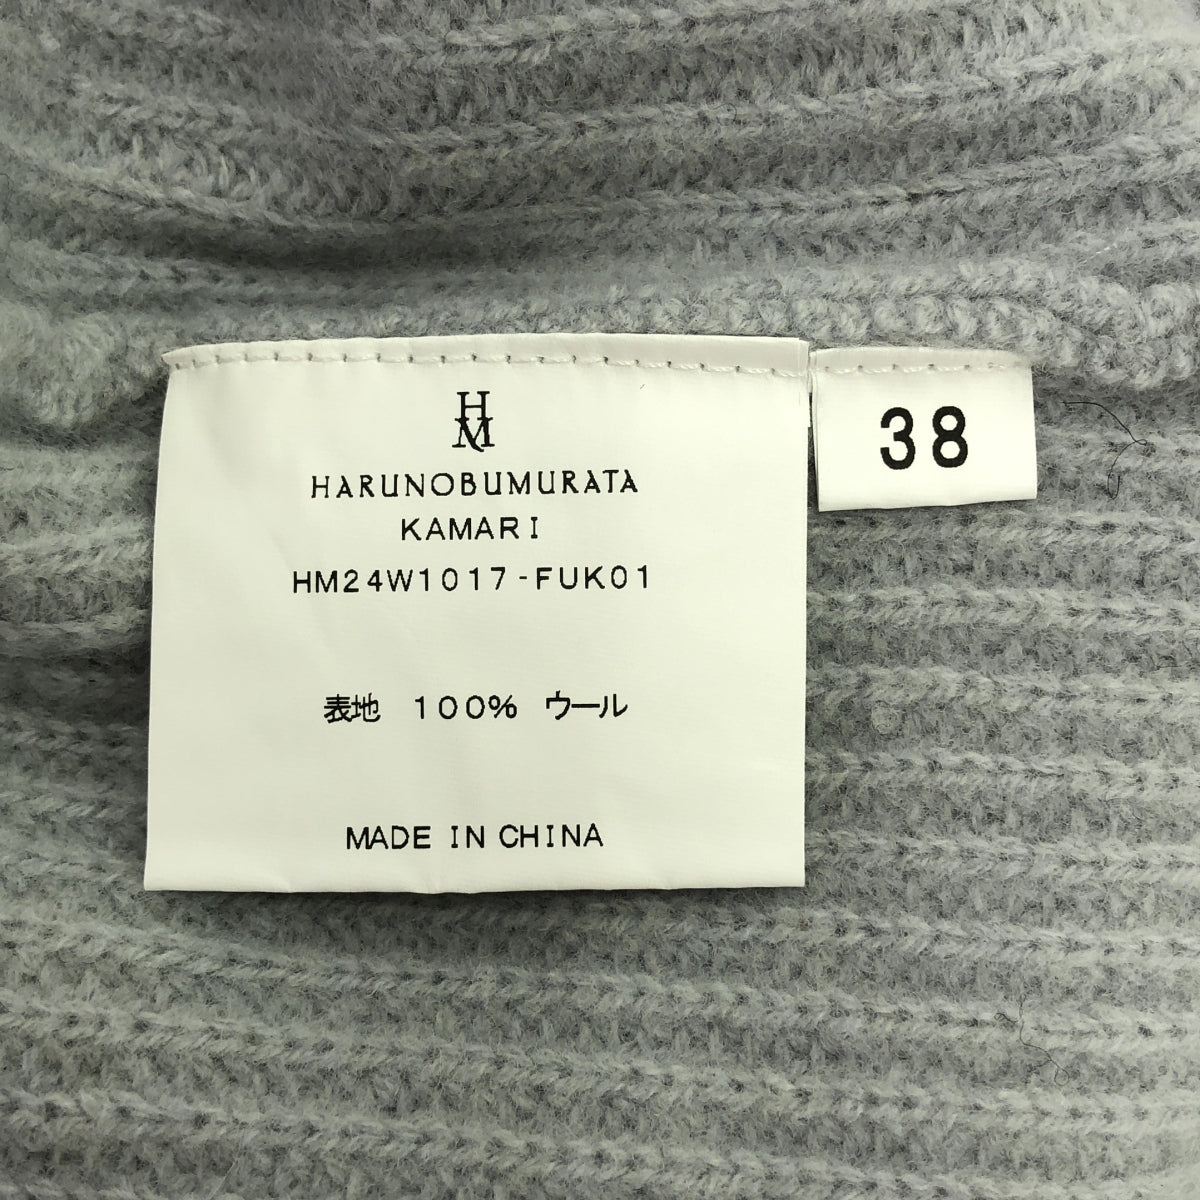 HM
HARUNOBUMURATA
KAMARI
HM24W1017-FUK01
表地 100% ウール
MADE IN CHINA
38